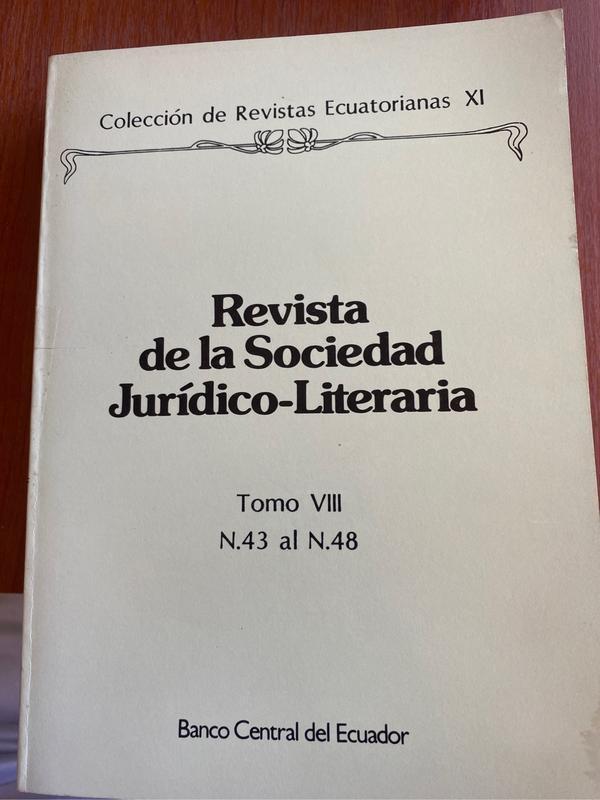 Colección de Revistas Ecuatorianas XI
Revista
de la Sociedad
Jurídico-Literaria
Tomo VIII
N.43 al N.48
Banco Central del Ecuador